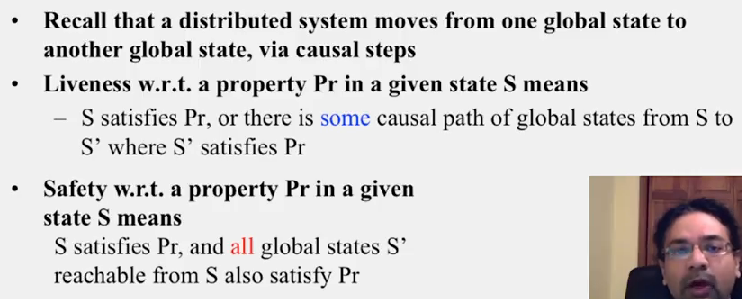 • Recall that a distributed system moves from one global state to
another global state, via causal steps
• Liveness w.r.t. a property Pr in a given state S means
– S satisfies Pr, or there is some causal path of global states from S to
S’ where S’ satisfies Pr
• Safety w.r.t. a property Pr in a given
state S means
S satisfies Pr, and all global states S’
reachable from S also satisfy Pr